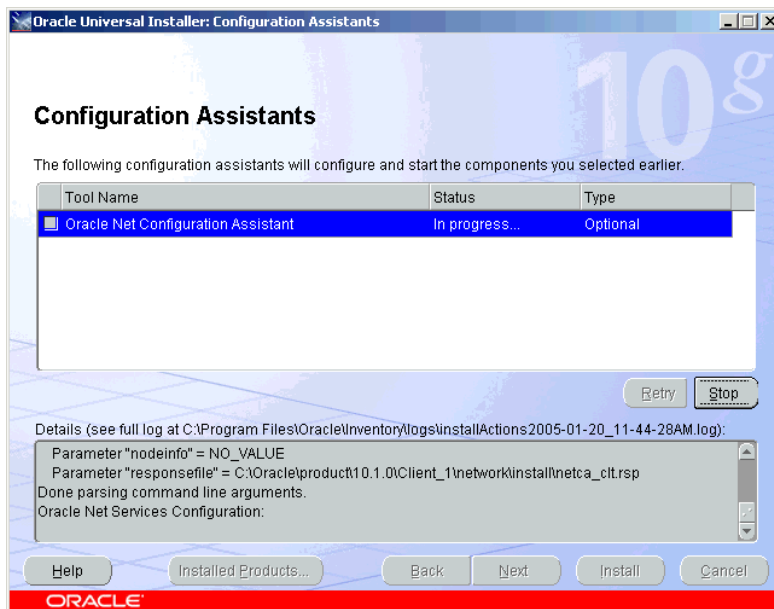 Oracle Universal Installer: Configuration Assistants
10g
Configuration Assistants
The following configuration assistants will configure and start the components you selected earlier.
Tool Name Status Type
Oracle Net Configuration Assistant In progress... Optional
Retry Stop
Details (see full log at C:\Program Files\Oracle\Inventory\logs\installActions2005-01-20_11-44-28AM.log):
Parameter "nodeinfo" = NO_VALUE
Parameter "responsefile" = C:\Oracle\product\10.1.0\Client_1\network\install\netca_clt.rsp
Done parsing command line arguments.
Oracle Net Services Configuration:
Help Installed Products... Back Next Install Cancel
ORACLE